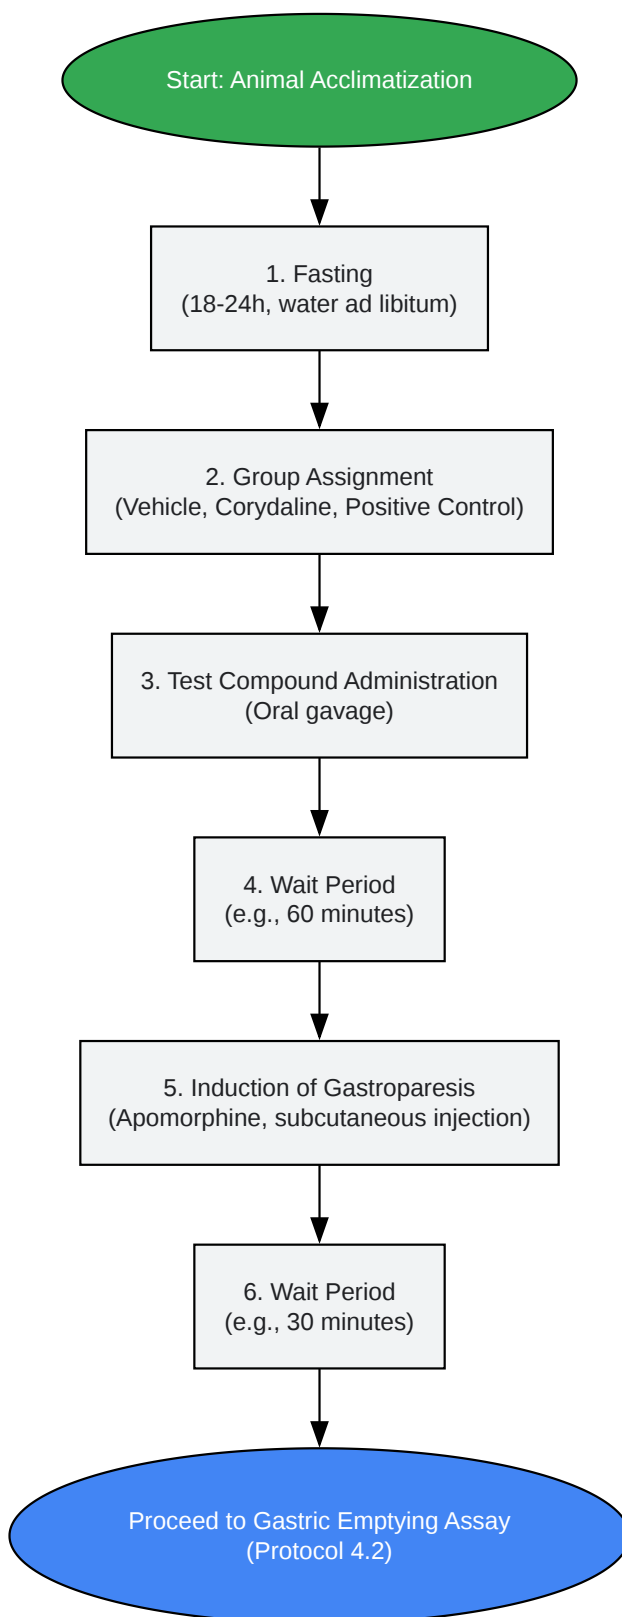 Start: Animal Acclimatization
1. Fasting
(18-24h, water ad libitum)
2. Group Assignment
(Vehicle, Corydaline, Positive Control)
3. Test Compound Administration
(Oral gavage)
4. Wait Period
(e.g., 60 minutes)
5. Induction of Gastroparesis
(Apomorphine, subcutaneous injection)
6. Wait Period
(e.g., 30 minutes)
Proceed to Gastric Emptying Assay
(Protocol 4.2)